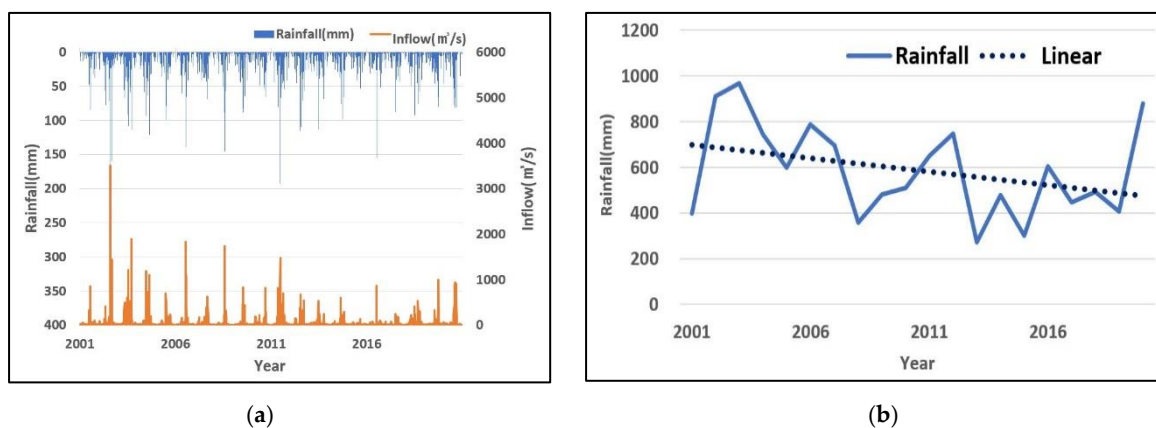 Rainfall(mm) Inflow(m³/s)
0
50
100
150
200
250
300
350
400
Rainfall(mm)
6000
5000
4000
3000
2000
1000
0
Inflow(m³/s)
2001 2006 2011 2016
Year
(a)
1200
1000
800
600
400
200
0
Rainfall(mm)
Rainfall Linear
2001 2006 2011 2016
Year
(b)